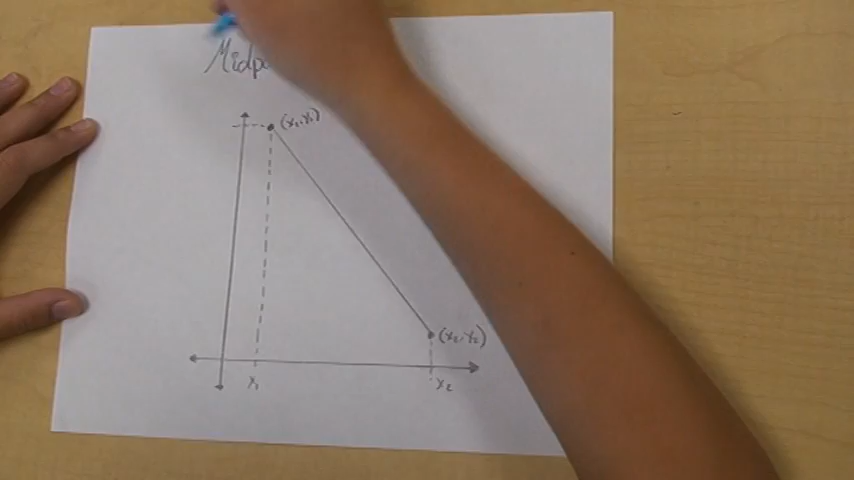 (x₁,y₁)
(x₂,y₂)
x₁ x₂